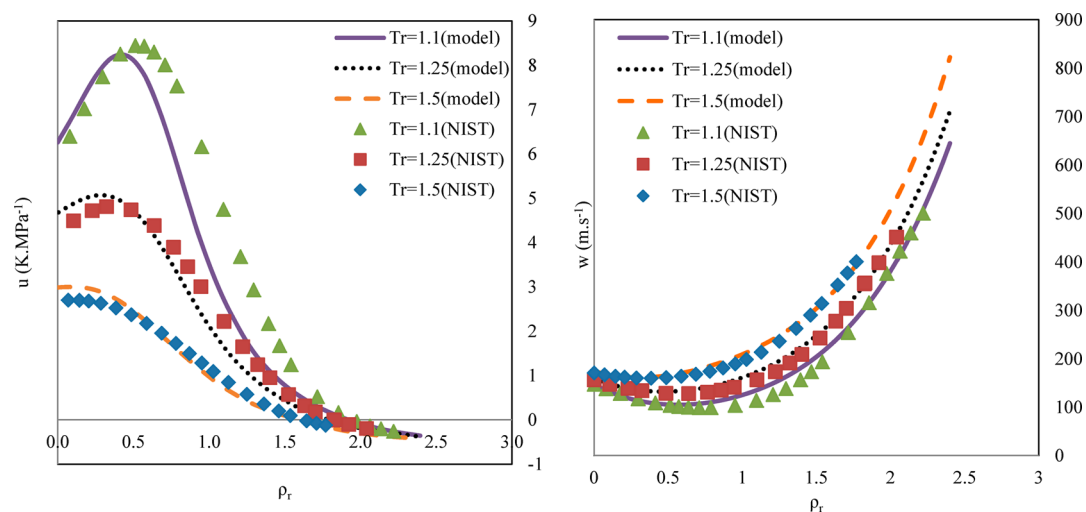 9
8
7
6
5
4
3
2
1
0
-1
0.0 0.5 1.0 1.5 2.0 2.5 3.0
u (K.MPa⁻¹)
ρr
Tr=1.1(model)
Tr=1.25(model)
Tr=1.5(model)
Tr=1.1(NIST)
Tr=1.25(NIST)
Tr=1.5(NIST)
900
800
700
600
500
400
300
200
100
0
0 0.5 1 1.5 2 2.5 3
w (m.s⁻¹)
ρr
Tr=1.1(model)
Tr=1.25(model)
Tr=1.5(model)
Tr=1.1(NIST)
Tr=1.25(NIST)
Tr=1.5(NIST)